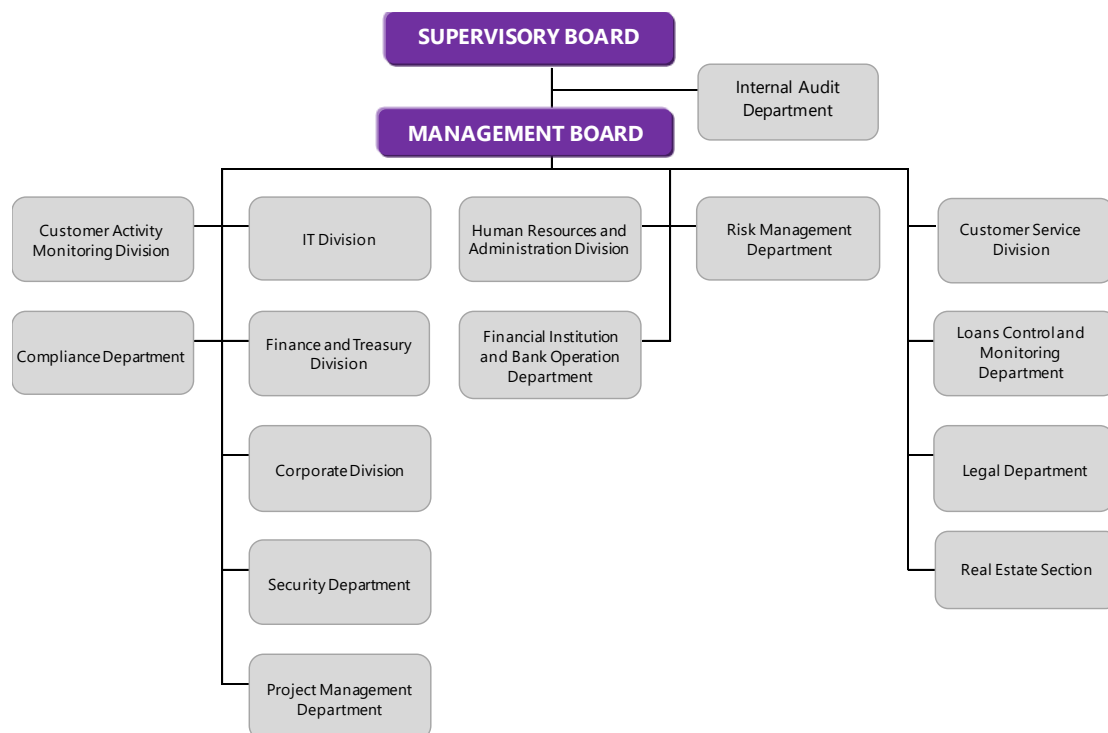 SUPERVISORY BOARD
Internal Audit
Department
MANAGEMENT BOARD
Customer Activity
Monitoring Division
IT Division
Human Resources and
Administration Division
Risk Management
Department
Customer Service
Division
Compliance Department
Finance and Treasury
Division
Financial Institution
and Bank Operation
Department
Loans Control and
Monitoring
Department
Corporate Division
Legal Department
Security Department
Real Estate Section
Project Management
Department